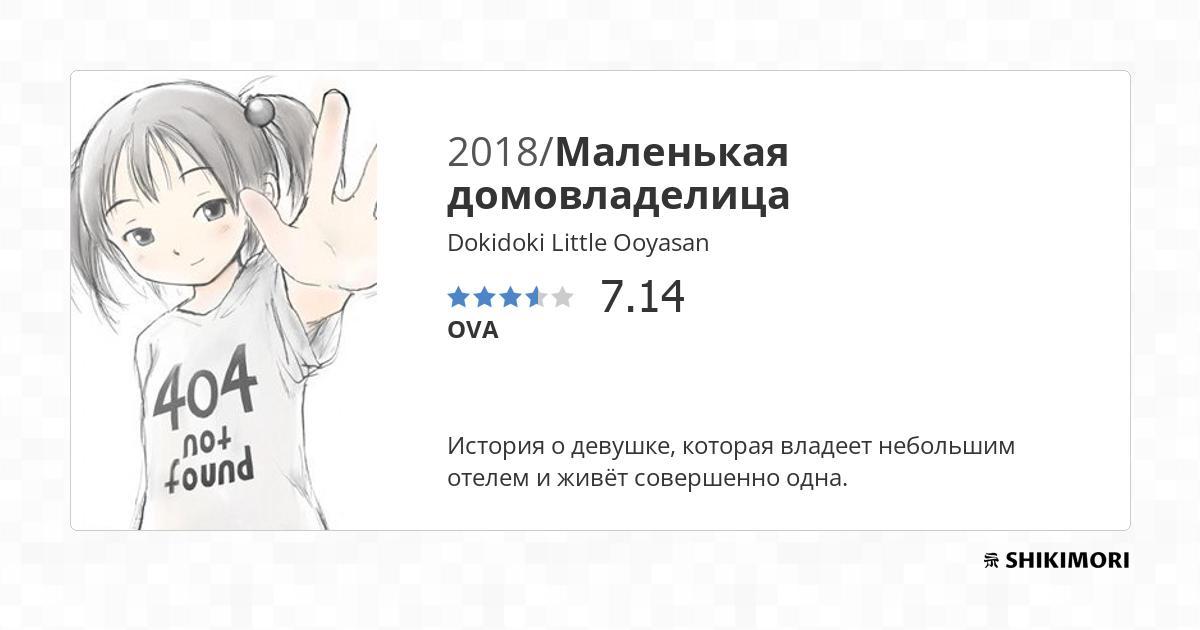 404
not
found
2018/Маленькая
домовладелица
Dokidoki Little Ooyasan
7.14
OVA
История о девушке, которая владеет небольшим
отелем и живёт совершенно одна.
SHIKIMORI